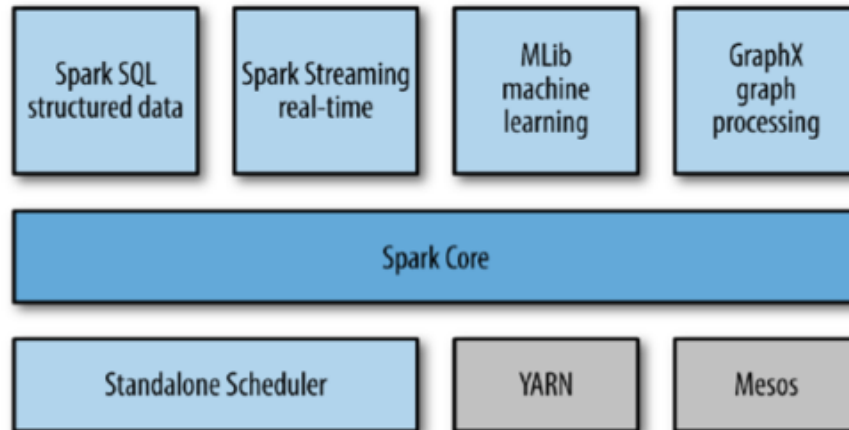 Spark SQL
structured data
Spark Streaming
real-time
MLib
machine
learning
GraphX
graph
processing
Spark Core
Standalone Scheduler
YARN
Mesos